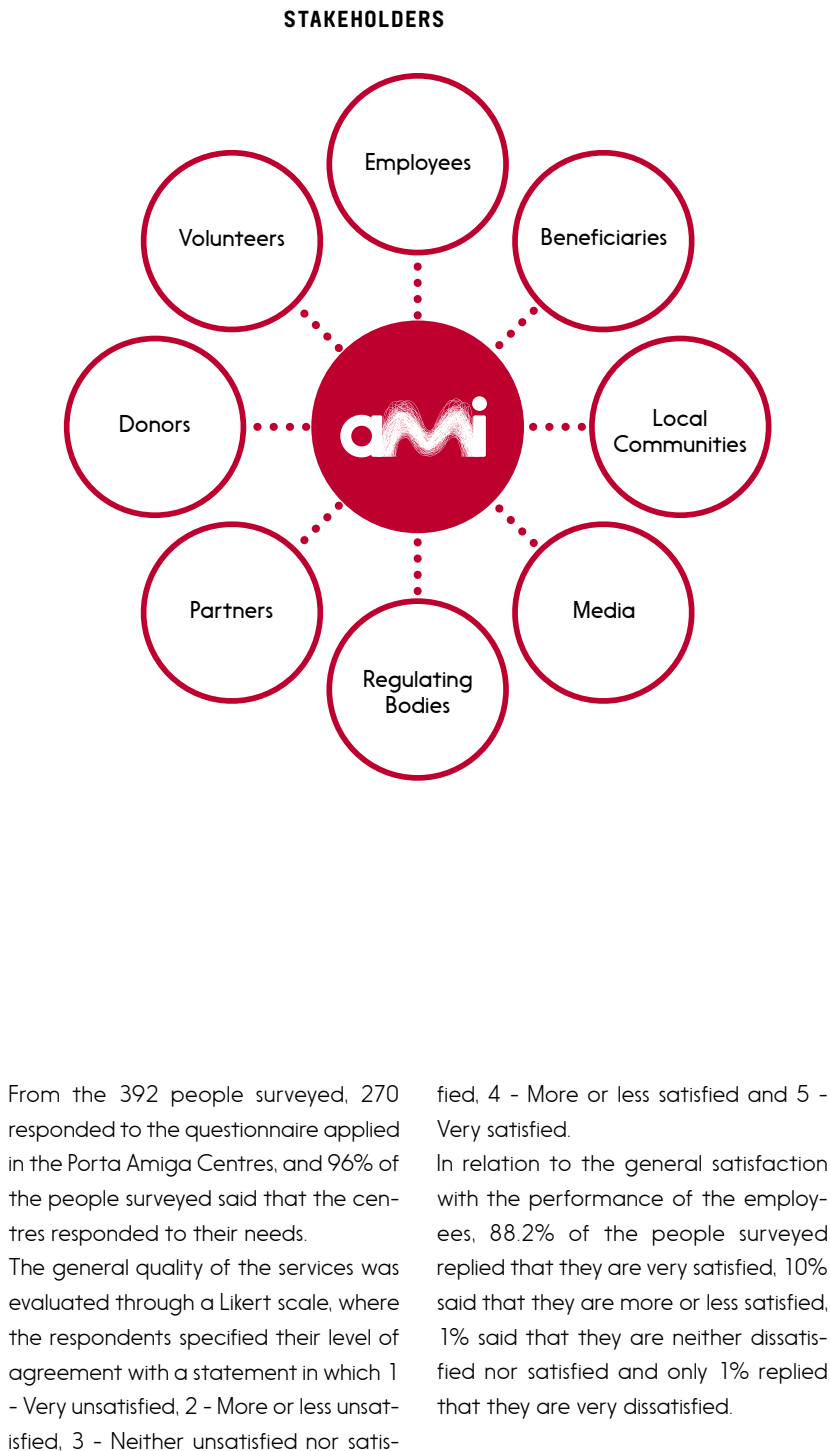 STAKEHOLDERS
Employees
Volunteers
Beneficiaries
Donors
aMi
Local
Communities
Partners
Media
Regulating
Bodies
From the 392 people surveyed, 270
responded to the questionnaire applied
in the Porta Amiga Centres, and 96% of
the people surveyed said that the cen-
tres responded to their needs.
The general quality of the services was
evaluated through a Likert scale, where
the respondents specified their level of
agreement with a statement in which 1
- Very unsatisfied, 2 - More or less unsat-
isfied, 3 - Neither unsatisfied nor satis-
fied, 4 - More or less satisfied and 5 -
Very satisfied.
In relation to the general satisfaction
with the performance of the employ-
ees, 88.2% of the people surveyed
replied that they are very satisfied, 10%
said that they are more or less satisfied,
1% said that they are neither dissatis-
fied nor satisfied and only 1% replied
that they are very dissatisfied.